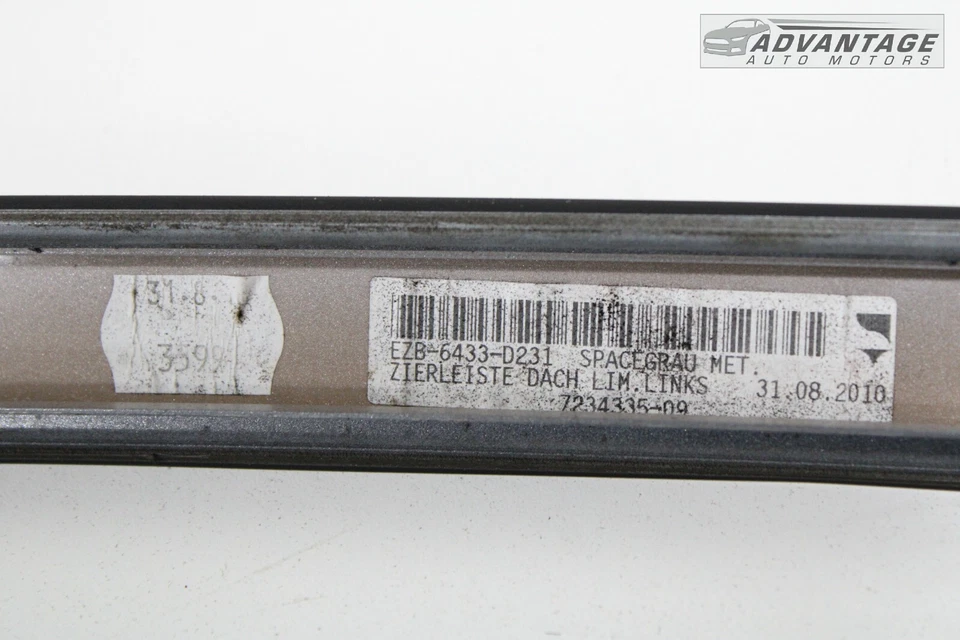 ADVANTAGE
AUTO MOTORS
31.8
3599
EZB-6433-D231 SPACEGRAU MET.
ZIERLEISTE DACH LIM.LINKS 31.08.2010
7234335-09